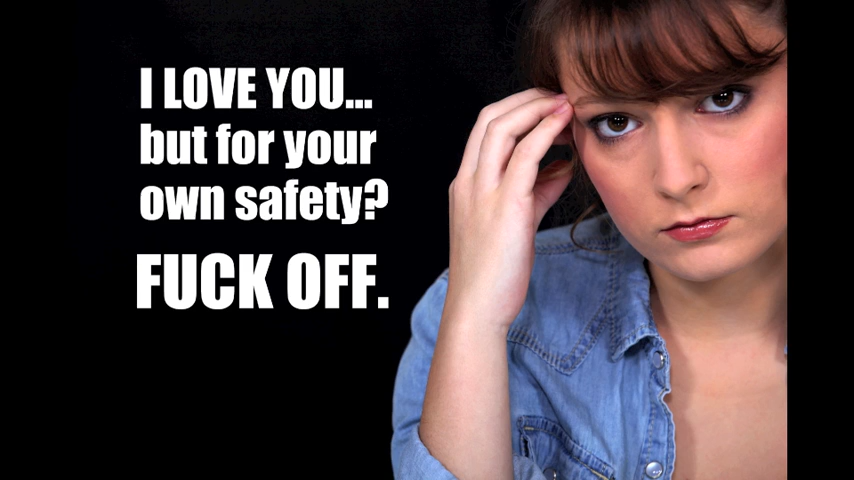 I LOVE YOU...
but for your
own safety?
FUCK OFF.